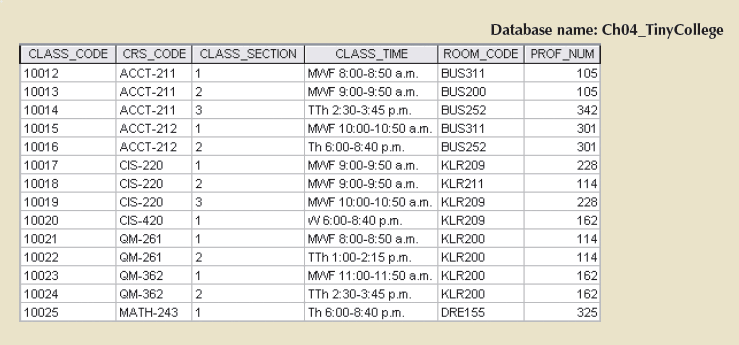 Database name: Ch04_TinyCollege
CLASS_CODE CRS_CODE CLASS_SECTION CLASS_TIME ROOM_CODE PROF_NUM
10012 ACCT-211 1 MWF 8:00-8:50 a.m. BUS311 105
10013 ACCT-211 2 MWF 9:00-9:50 a.m. BUS200 105
10014 ACCT-211 3 TTh 2:30-3:45 p.m. BUS252 342
10015 ACCT-212 1 MWF 10:00-10:50 a.m. BUS311 301
10016 ACCT-212 2 Th 6:00-8:40 p.m. BUS252 301
10017 CIS-220 1 MWF 9:00-9:50 a.m. KLR209 228
10018 CIS-220 2 MWF 9:00-9:50 a.m. KLR211 114
10019 CIS-220 3 MWF 10:00-10:50 a.m. KLR209 228
10020 CIS-420 1 W 6:00-8:40 p.m. KLR209 162
10021 QM-261 1 MWF 8:00-8:50 a.m. KLR200 114
10022 QM-261 2 TTh 1:00-2:15 p.m. KLR200 114
10023 QM-362 1 MWF 11:00-11:50 a.m. KLR200 162
10024 QM-362 2 TTh 2:30-3:45 p.m. KLR200 162
10025 MATH-243 1 Th 6:00-8:40 p.m. DRE155 325